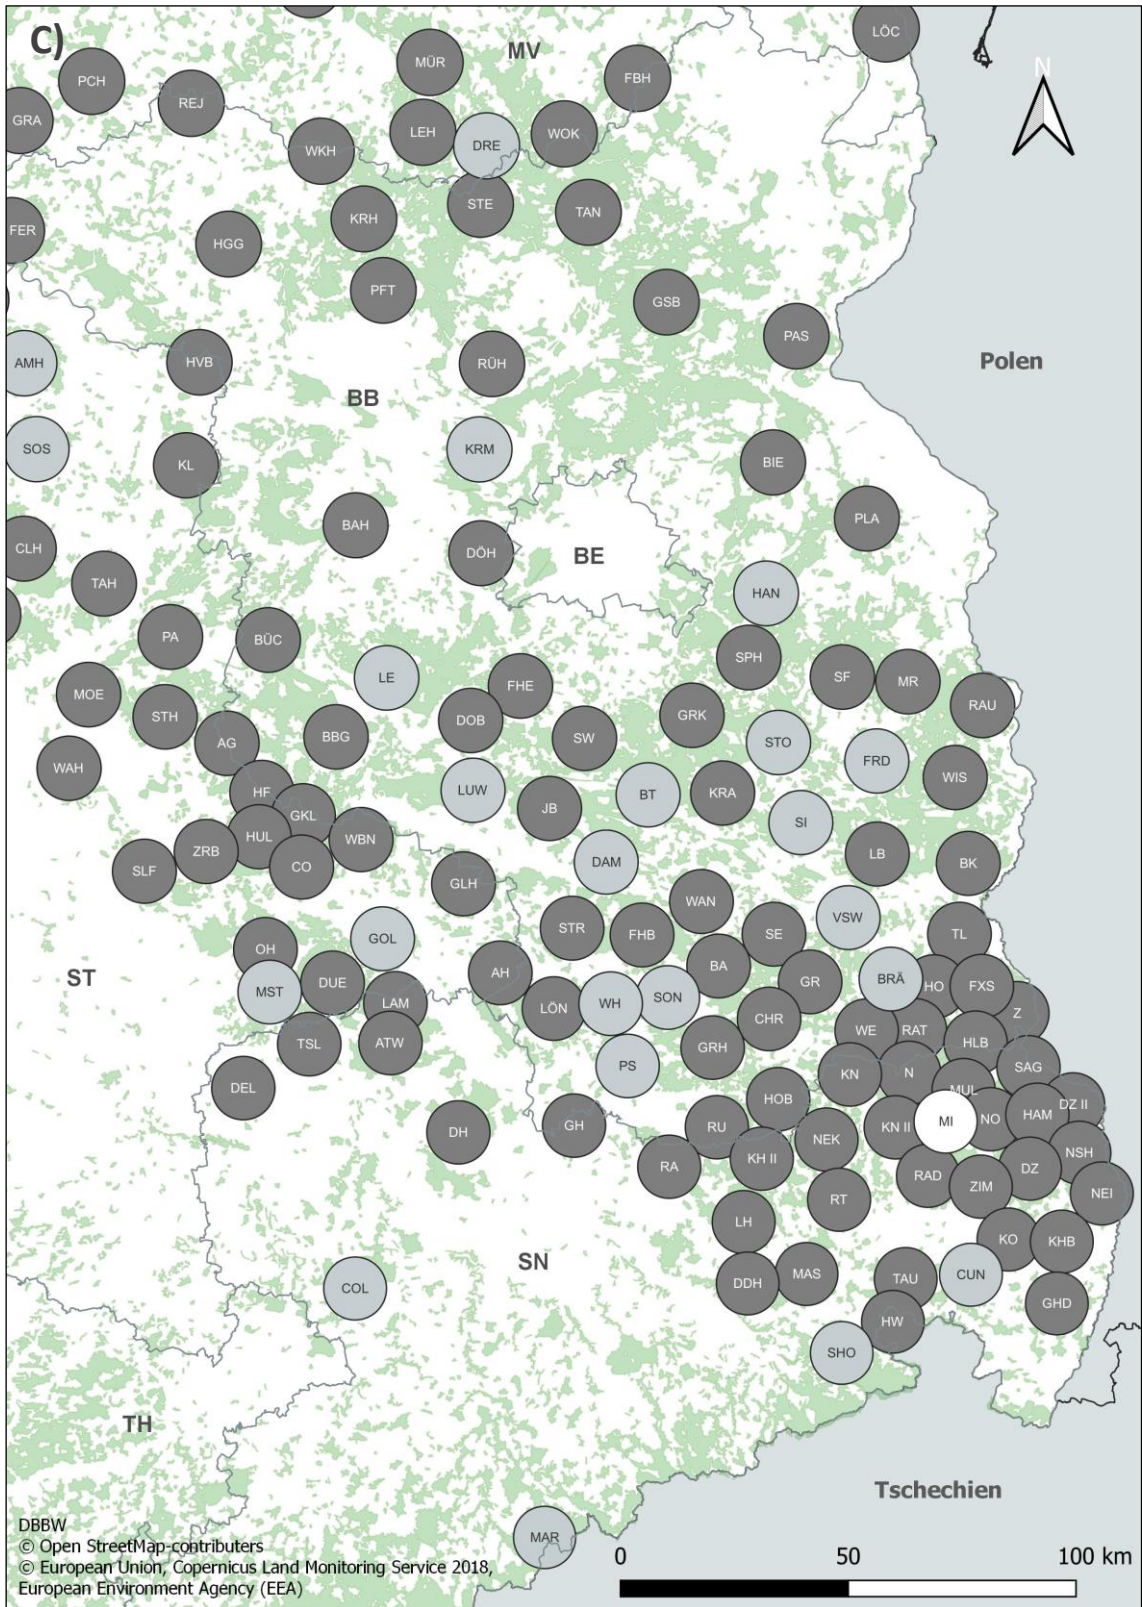 C)
MV
LÖC
MÜR
PCH
FBH
N
REJ
GRA
LEH
DRE
WOK
WKH
STE
TAN
KRH
FER
HGG
PFT
GSB
PAS
AMH
HVB
RÜH
Polen
BB
SOS
KL
KRM
BIE
BAH
PLA
CLH
DÖH
BE
TAH
HAN
PA
BÜC
SPH
LE
SF
MR
MOE
FHE
RAU
STH
DOB
GRK
AG
BBG
SW
STO
FRD
WAH
WIS
HF
LUW
JB
BT
KRA
GKL
SI
HUL
WBN
ZRB
CO
DAM
LB
BK
SLF
GLH
WAN
VSW
OH
GOL
STR
FHB
SE
TL
ST
MST
DUE
AH
BA
GR
BRÄ
HO
FXS
LAM
LÖN
WH
SON
CHR
Z
TSL
ATW
WE
RAT
HLB
GRH
PS
KN
N
SAG
DEL
MUL
HOB
DZ II
DH
GH
RU
NEK
KN II
MI
NO
HAM
RA
KH II
RAD
ZIM
DZ
NSH
NEI
RT
LH
KO
KHB
SN
COL
DDH
MAS
TAU
CUN
GHD
HW
SHO
TH
Tschechien
MAR
DBBW
© Open StreetMap-contributers
© European Union, Copernicus Land Monitoring Service 2018,
European Environment Agency (EEA)
0 50 100 km